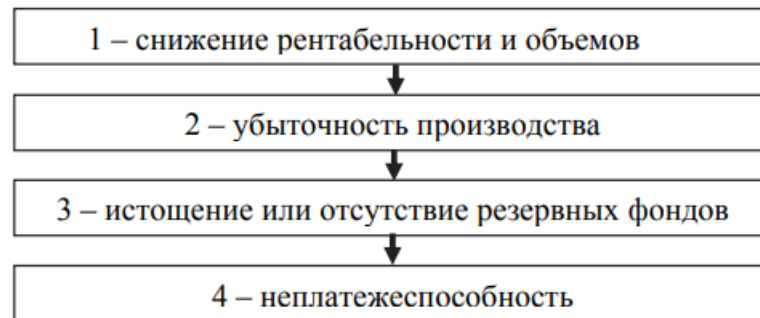 1 – снижение рентабельности и объемов
2 – убыточность производства
3 – истощение или отсутствие резервных фондов
4 – неплатежеспособность